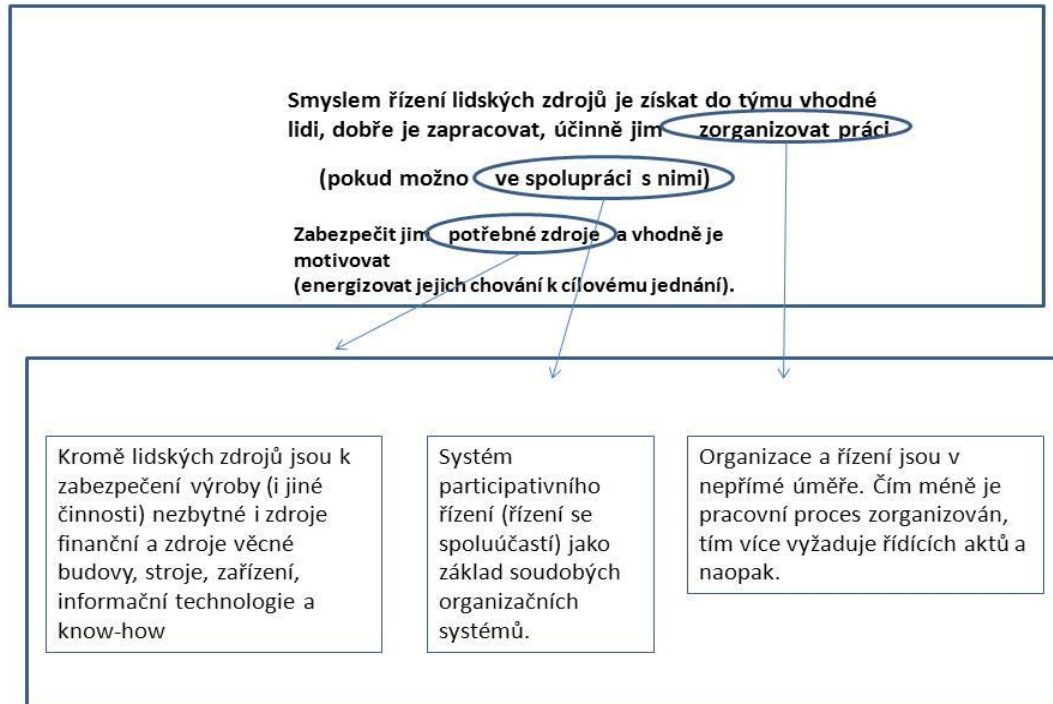 Smyslem řízení lidských zdrojů je získat do týmu vhodné
lidi, dobře je zapracovat, účinně jim zorganizovat práci
(pokud možno ve spolupráci s nimi)
Zabezpečit jim potřebné zdroje a vhodně je
motivovat
(energizovat jejich chování k cílovému jednání).
Kromě lidských zdrojů jsou k
zabezpečení výroby (i jiné
činnosti) nezbytné i zdroje
finanční a zdroje věcné
budovy, stroje, zařízení,
informační technologie a
know-how
Systém
participativního
řízení (řízení se
spoluúčastí) jako
základ soudobých
organizačních
systémů.
Organizace a řízení jsou v
nepřímé úměře. Čím méně je
pracovní proces zorganizován,
tím více vyžaduje řídících aktů a
naopak.